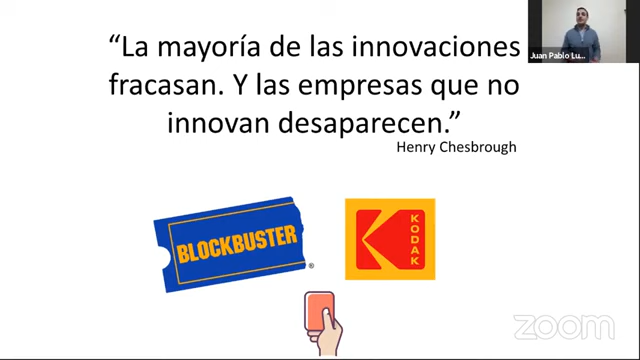 “La mayoría de las innovaciones
fracasan. Y las empresas que no
innovan desaparecen.”
Henry Chesbrough
Juan Pablo Lu...
BLOCKBUSTER
®
KODAK
zoom